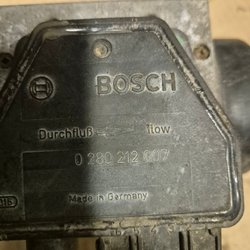 BOSCH
Durchfluß flow
0 280 212 007
Made in Germany